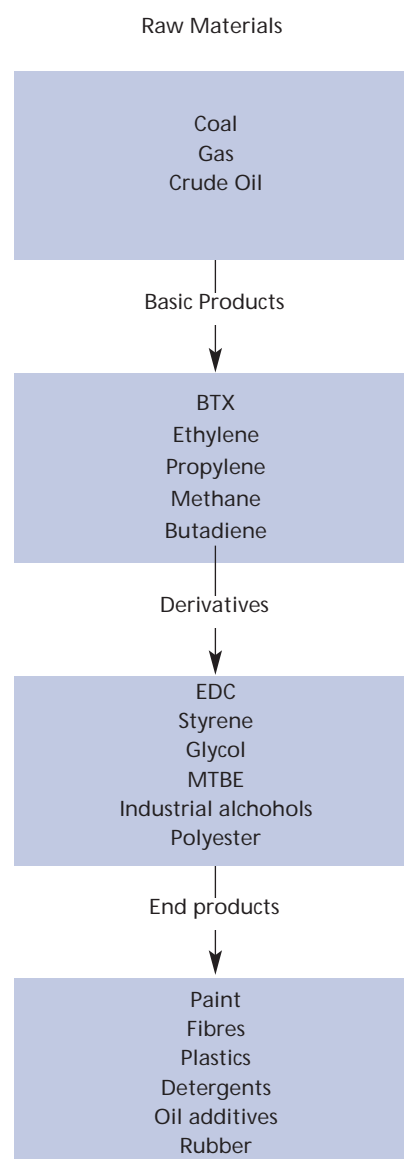 Raw Materials
Coal
Gas
Crude Oil
Basic Products
BTX
Ethylene
Propylene
Methane
Butadiene
Derivatives
EDC
Styrene
Glycol
MTBE
Industrial alchohols
Polyester
End products
Paint
Fibres
Plastics
Detergents
Oil additives
Rubber